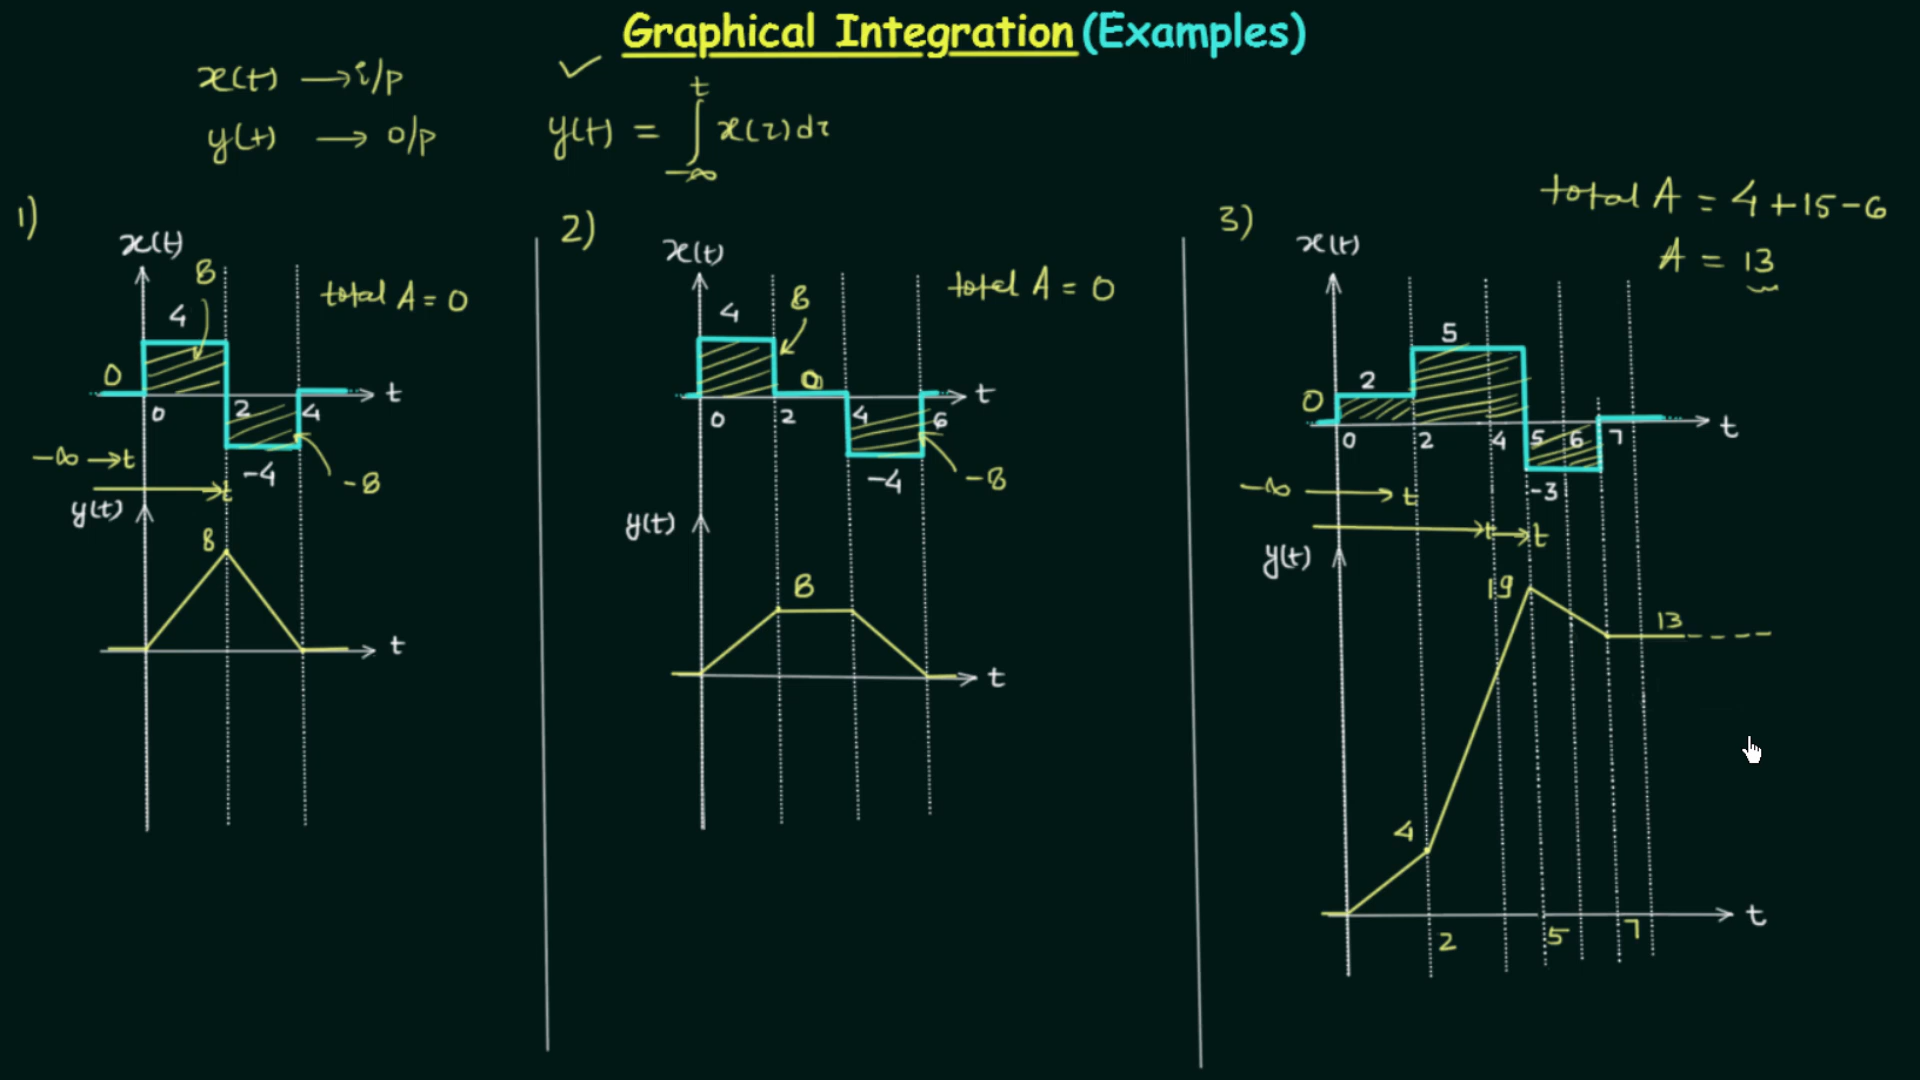 Graphical Integration (Examples)
x(t) → i/p
y(t) → o/p
✓
y(t) = ∫_{-∞}^{t} x(τ)dτ
1)
x(t)
8
4
total A = 0
0
t
0
2
4
-∞ → t
-4
-8
t
y(t)
8
t
2)
x(t)
4
8
total A = 0
0
t
0
2
4
6
-4
-8
y(t)
8
t
3)
total A = 4+15-6
A = 13
x(t)
5
2
0
t
0
2
4
5
6
7
-∞ → t
-3
t → t
y(t)
19
13
4
t
2
5
7